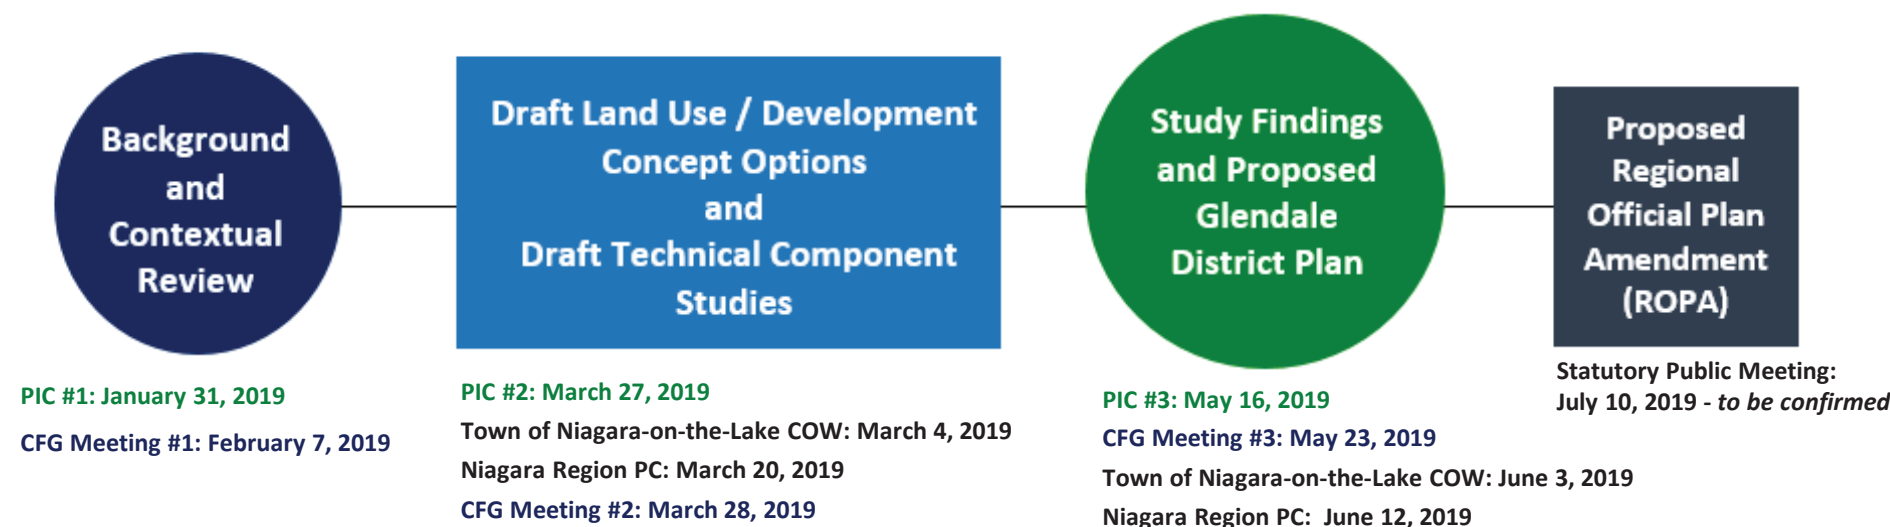 Background
and
Contextual
Review
PIC #1: January 31, 2019
CFG Meeting #1: February 7, 2019
Draft Land Use / Development
Concept Options
and
Draft Technical Component
Studies
PIC #2: March 27, 2019
Town of Niagara-on-the-Lake COW: March 4, 2019
Niagara Region PC: March 20, 2019
CFG Meeting #2: March 28, 2019
Study Findings
and Proposed
Glendale
District Plan
PIC #3: May 16, 2019
CFG Meeting #3: May 23, 2019
Town of Niagara-on-the-Lake COW: June 3, 2019
Niagara Region PC: June 12, 2019
Proposed
Regional
Official Plan
Amendment
(ROPA)
Statutory Public Meeting:
July 10, 2019 - to be confirmed